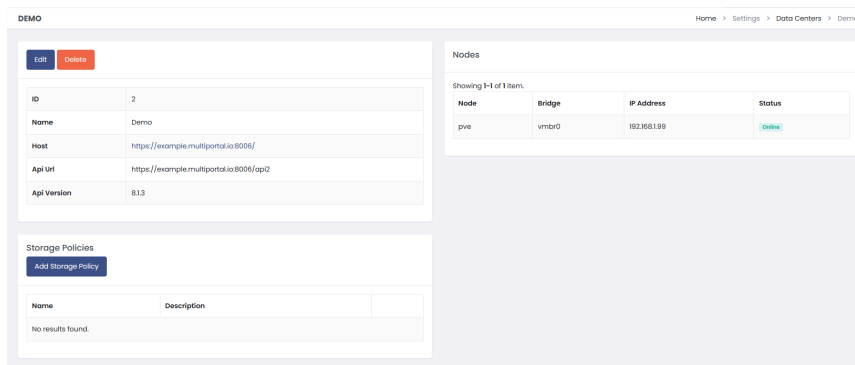 DEMO
Home > Settings > Data Centers > Demo
Edit Delete
ID 2
Name Demo
Host https://example.multiportal.io:8006/
Api Url https://example.multiportal.io:8006/api2
Api Version 8.1.3
Storage Policies
Add Storage Policy
Name Description
No results found.
Nodes
Showing 1-1 of 1 item.
Node Bridge IP Address Status
pve vmbr0 192.168.1.99 Online